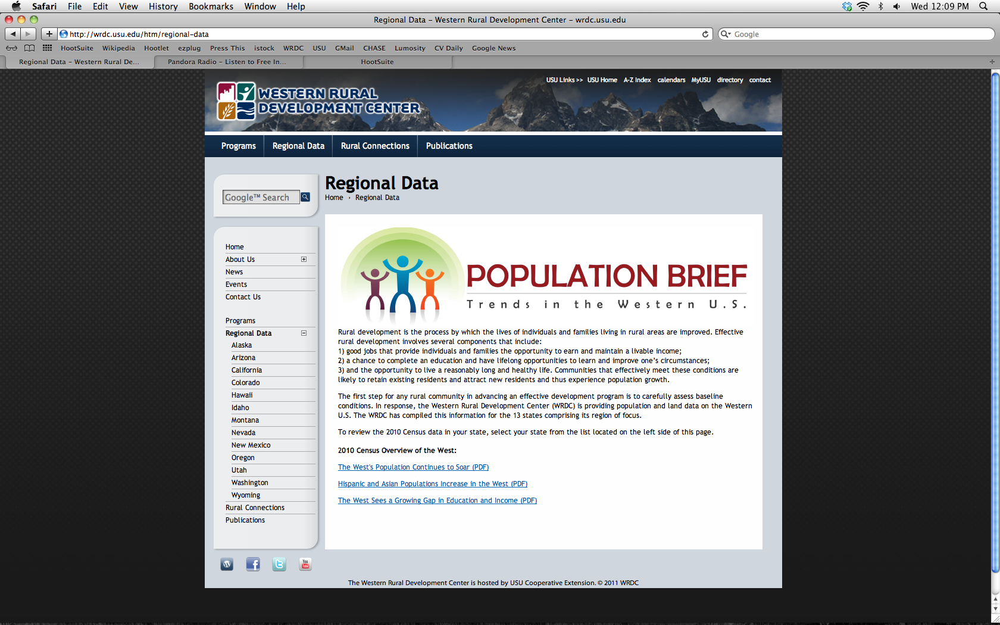 Safari File Edit View History Bookmarks Window Help Wed 12:09 PM
Regional Data – Western Rural Development Center – wrdc.usu.edu
http://wrdc.usu.edu/htm/regional-data Google
HootSuite Wikipedia Hootlet ezplug Press This istock WRDC USU GMail CHASE Lumosity CV Daily Google News
Regional Data – Western Rural De... Pandora Radio – Listen to Free In... HootSuite
USU Links >> USU Home A-Z Index calendars MyUSU directory contact
WESTERN RURAL
DEVELOPMENT CENTER
Programs Regional Data Rural Connections Publications
Google™ Search
Home
About Us
News
Events
Contact Us
Programs
Regional Data
Alaska
Arizona
California
Colorado
Hawaii
Idaho
Montana
Nevada
New Mexico
Oregon
Utah
Washington
Wyoming
Rural Connections
Publications
Regional Data
Home › Regional Data
POPULATION BRIEF
Trends in the Western U.S.
Rural development is the process by which the lives of individuals and families living in rural areas are improved. Effective
rural development involves several components that include:
1) good jobs that provide individuals and families the opportunity to earn and maintain a livable income;
2) a chance to complete an education and have lifelong opportunities to learn and improve one's circumstances;
3) and the opportunity to live a reasonably long and healthy life. Communities that effectively meet these conditions are
likely to retain existing residents and attract new residents and thus experience population growth.
The first step for any rural community in advancing an effective development program is to carefully assess baseline
conditions. In response, the Western Rural Development Center (WRDC) is providing population and land data on the Western
U.S. The WRDC has compiled this information for the 13 states comprising its region of focus.
To review the 2010 Census data in your state, select your state from the list located on the left side of this page.
2010 Census Overview of the West:
The West's Population Continues to Soar (PDF)
Hispanic and Asian Populations Increase in the West (PDF)
The West Sees a Growing Gap in Education and Income (PDF)
W f t You Tube
The Western Rural Development Center is hosted by USU Cooperative Extension. © 2011 WRDC